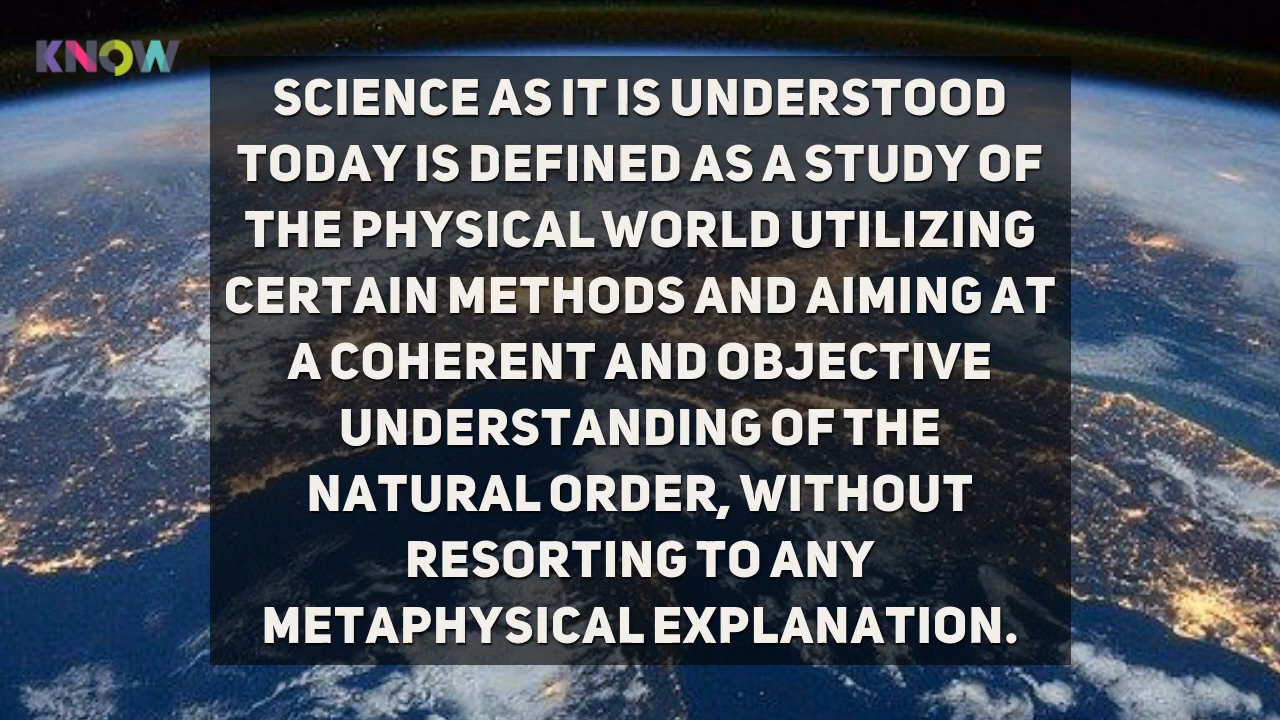 KNOW
SCIENCE AS IT IS UNDERSTOOD
TODAY IS DEFINED AS A STUDY OF
THE PHYSICAL WORLD UTILIZING
CERTAIN METHODS AND AIMING AT
A COHERENT AND OBJECTIVE
UNDERSTANDING OF THE
NATURAL ORDER, WITHOUT
RESORTING TO ANY
METAPHYSICAL EXPLANATION.